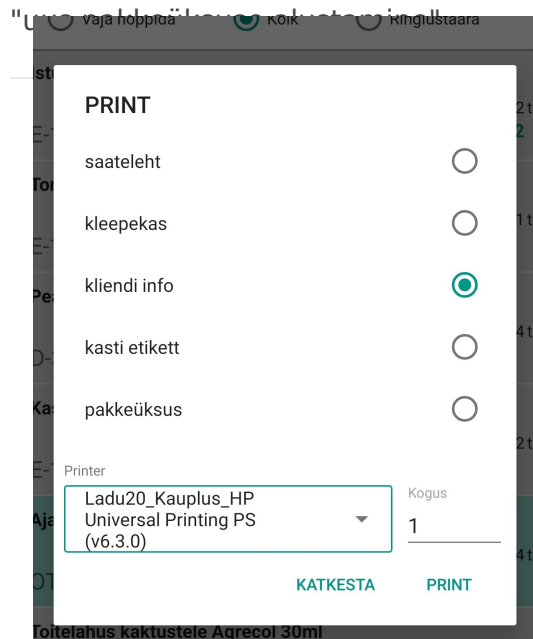 Vaja noppida
Kõik
Ringlustaara
PRINT
saateleht
kleepekas
kliendi info
kasti etikett
pakkeüksus
Printer
Ladu20_Kauplus_HP
Universal Printing PS
(v6.3.0)
Kogus
1
KATKESTA
PRINT
Toitelahus kaktustele Agrecol 30ml